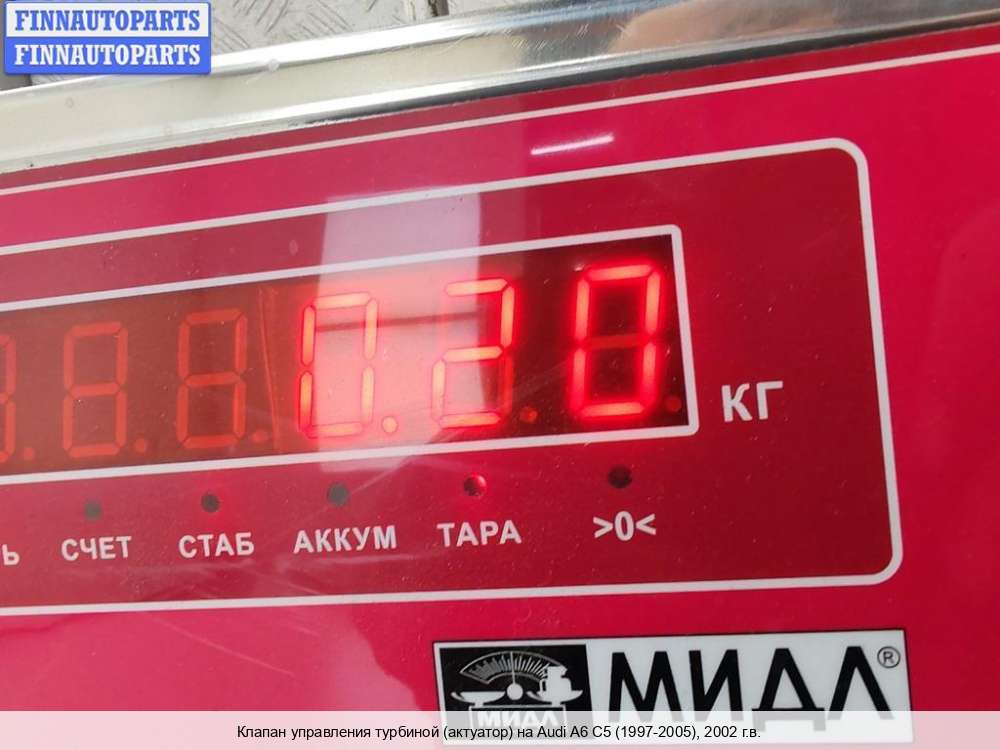 FINNAUTOPARTS
FINNAUTOPARTS
0.20
КГ
Ь СЧЕТ СТАБ АККУМ ТАРА >0<
МИДЛ МИДЛ®
Клапан управления турбиной (актуатор) на Audi A6 C5 (1997-2005), 2002 г.в.